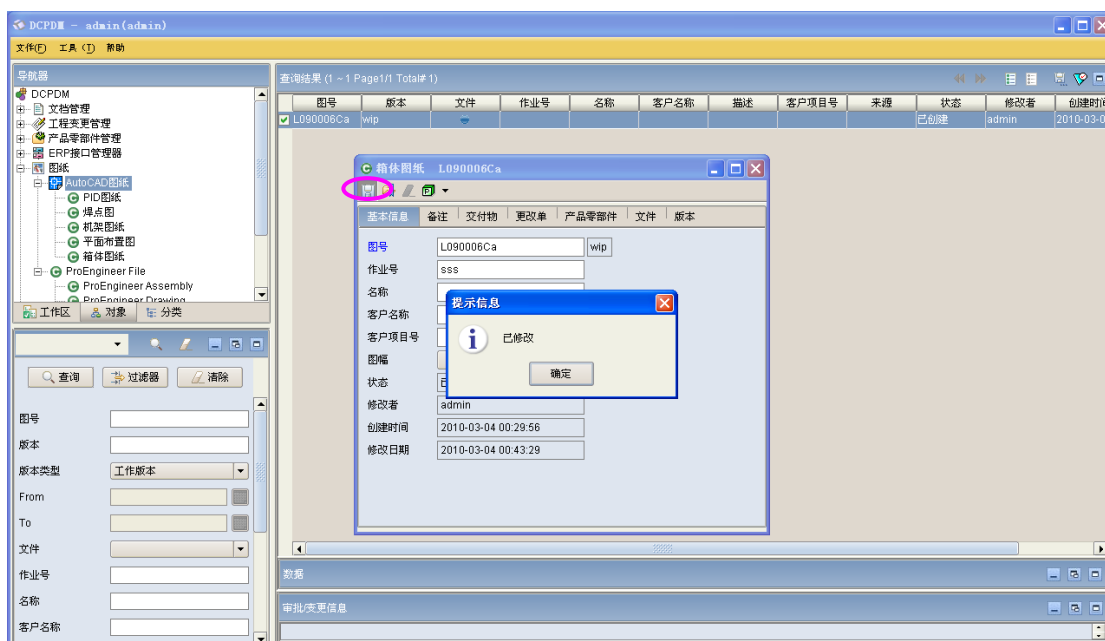 DCPDM - admin(admin)
文件(F) 工具(T) 帮助
导航器
DCPDM
文档管理
工程变更管理
产品零部件管理
ERP接口管理器
图纸
AutoCAD图纸
PID图纸
焊点图
机架图纸
平面布置图
箱体图纸
ProEngineer File
ProEngineer Assembly
ProEngineer Drawing
工作区 对象 分类
查询 过滤器 清除
图号
版本
版本类型 工作版本
From
To
文件
作业号
名称
客户名称
查询结果 (1 ~ 1 Page1/1 Total# 1)
图号 版本 文件 作业号 名称 客户名称 描述 客户项目号 来源 状态 修改者 创建时间
L090006Ca wip 已创建 admin 2010-03-0
箱体图纸 L090006Ca
基本信息 备注 交付物 更改单 产品零部件 文件 版本
图号 L090006Ca wip
作业号 sss
名称
客户名称
客户项目号
图幅
状态
修改者 admin
创建时间 2010-03-04 00:29:56
修改日期 2010-03-04 00:43:29
提示信息
已修改
确定
数据
审批/变更信息